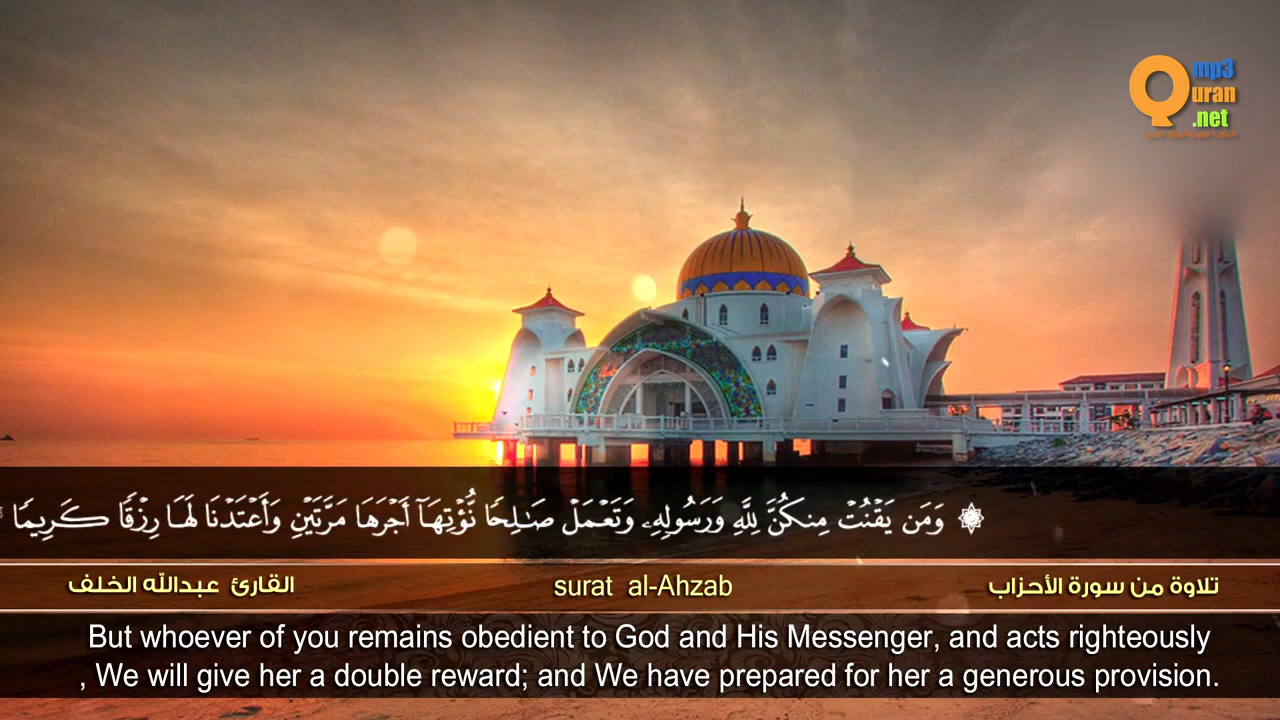 mp3
Quran
.net
۞ وَمَن يَقْنُتْ مِنكُنَّ لِلَّهِ وَرَسُولِهِۦ وَتَعْمَلْ صَـٰلِحًا نُّؤْتِهَآ أَجْرَهَا مَرَّتَيْنِ وَأَعْتَدْنَا لَهَا رِزْقًا كَرِيمًا
تلاوة من سورة الأحزاب surat al-Ahzab القارئ عبدالله الخلف
But whoever of you remains obedient to God and His Messenger, and acts righteously
, We will give her a double reward; and We have prepared for her a generous provision.